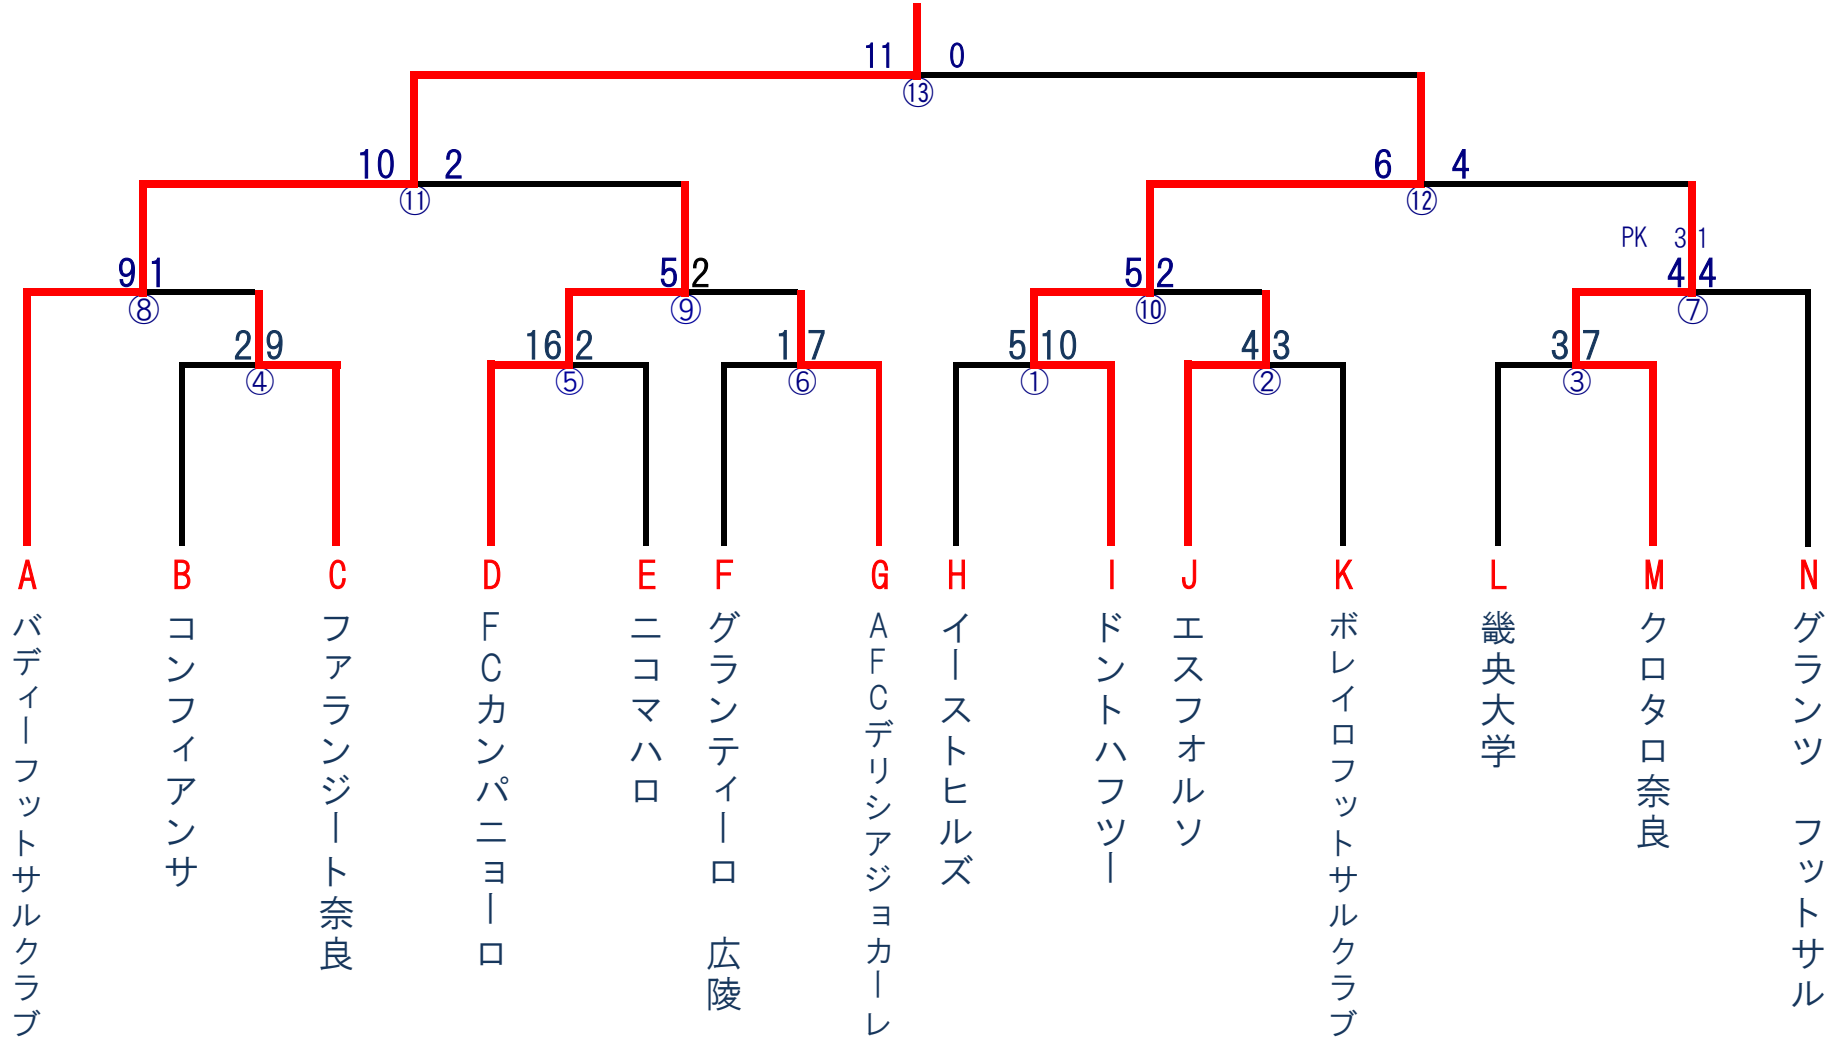 11 0
⑬
10 2
⑪
6 4
⑫
PK 3 1
9 1
⑧
5 2
⑨
5 2
⑩
4 4
⑦
2 9
④
16 2
⑤
1 7
⑥
5 10
①
4 3
②
3 7
③
A B C D E F G H I J K L M N
バディーフットサルクラブ
コンフィアンサ
ファランジート奈良
FCカンパニョーロ
ニコマハロ
グランティーロ 広陵
AFCデリシアジョカーレ
イーストヒルズ
ドントハフツー
エスフォルソ
ボレイロフットサルクラブ
畿央大学
クロタロ奈良
グランツ フットサル